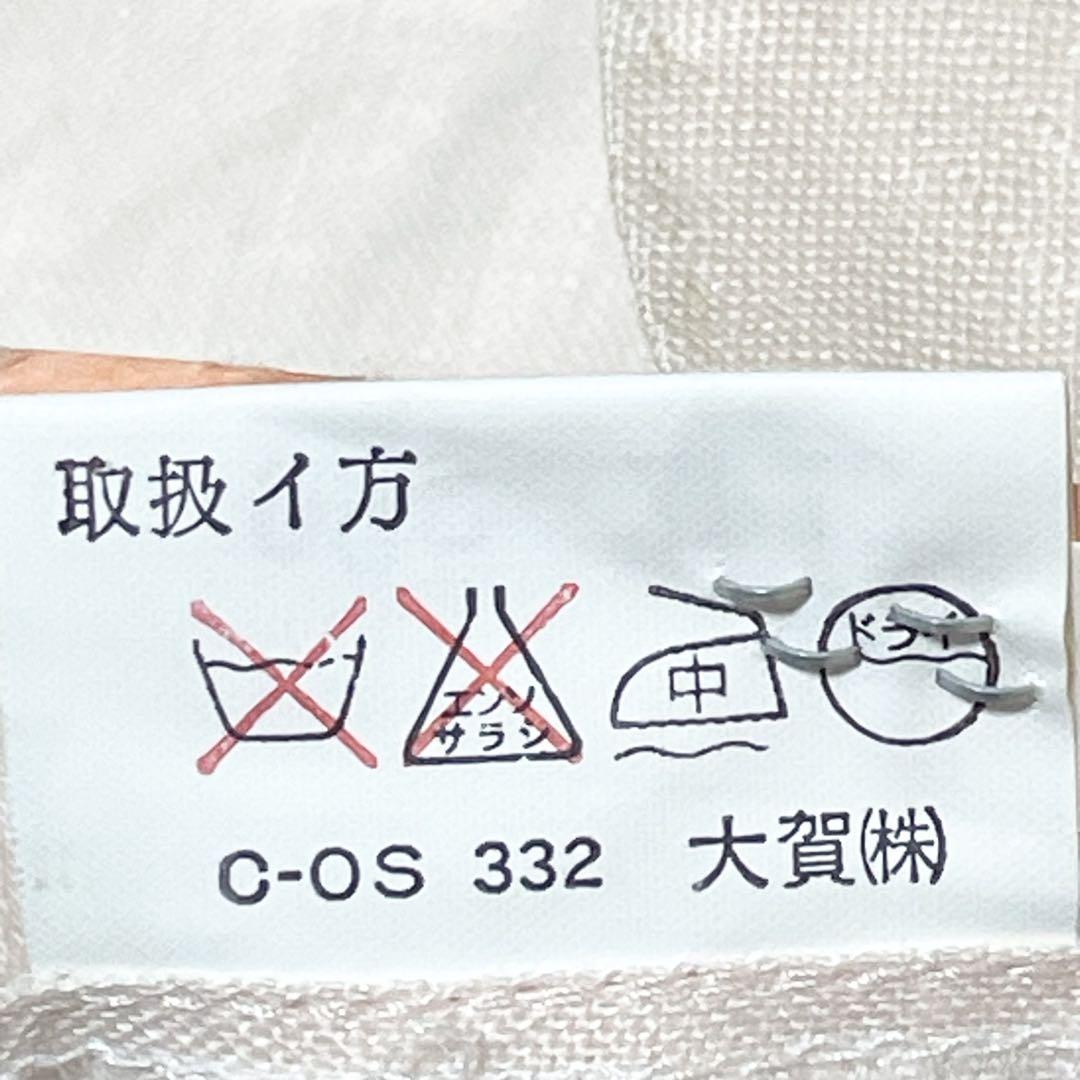 取扱イ方
エンソ
サラシ
中
ドライ
C-OS 332 大賀㈱